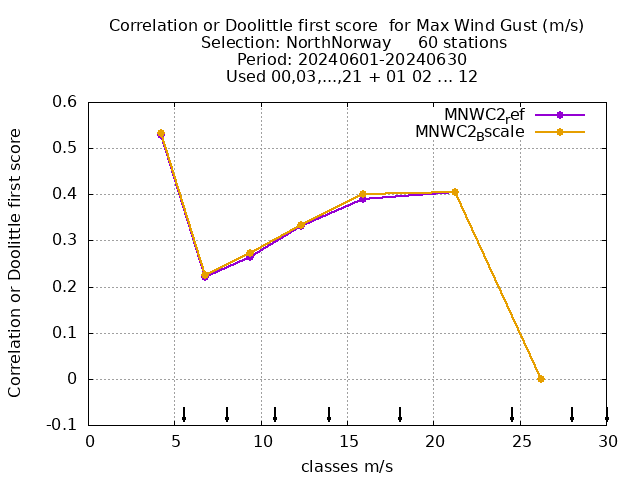 Correlation or Doolittle first score  for Max Wind Gust (m/s)
Selection: NorthNorway     60 stations
Period: 20240601-20240630
Used 00,03,...,21 + 01 02 ... 12
MNWC2ref
MNWC2Bscale
Correlation or Doolittle first score
0.6
0.5
0.4
0.3
0.2
0.1
0
-0.1
0 5 10 15 20 25 30
classes m/s